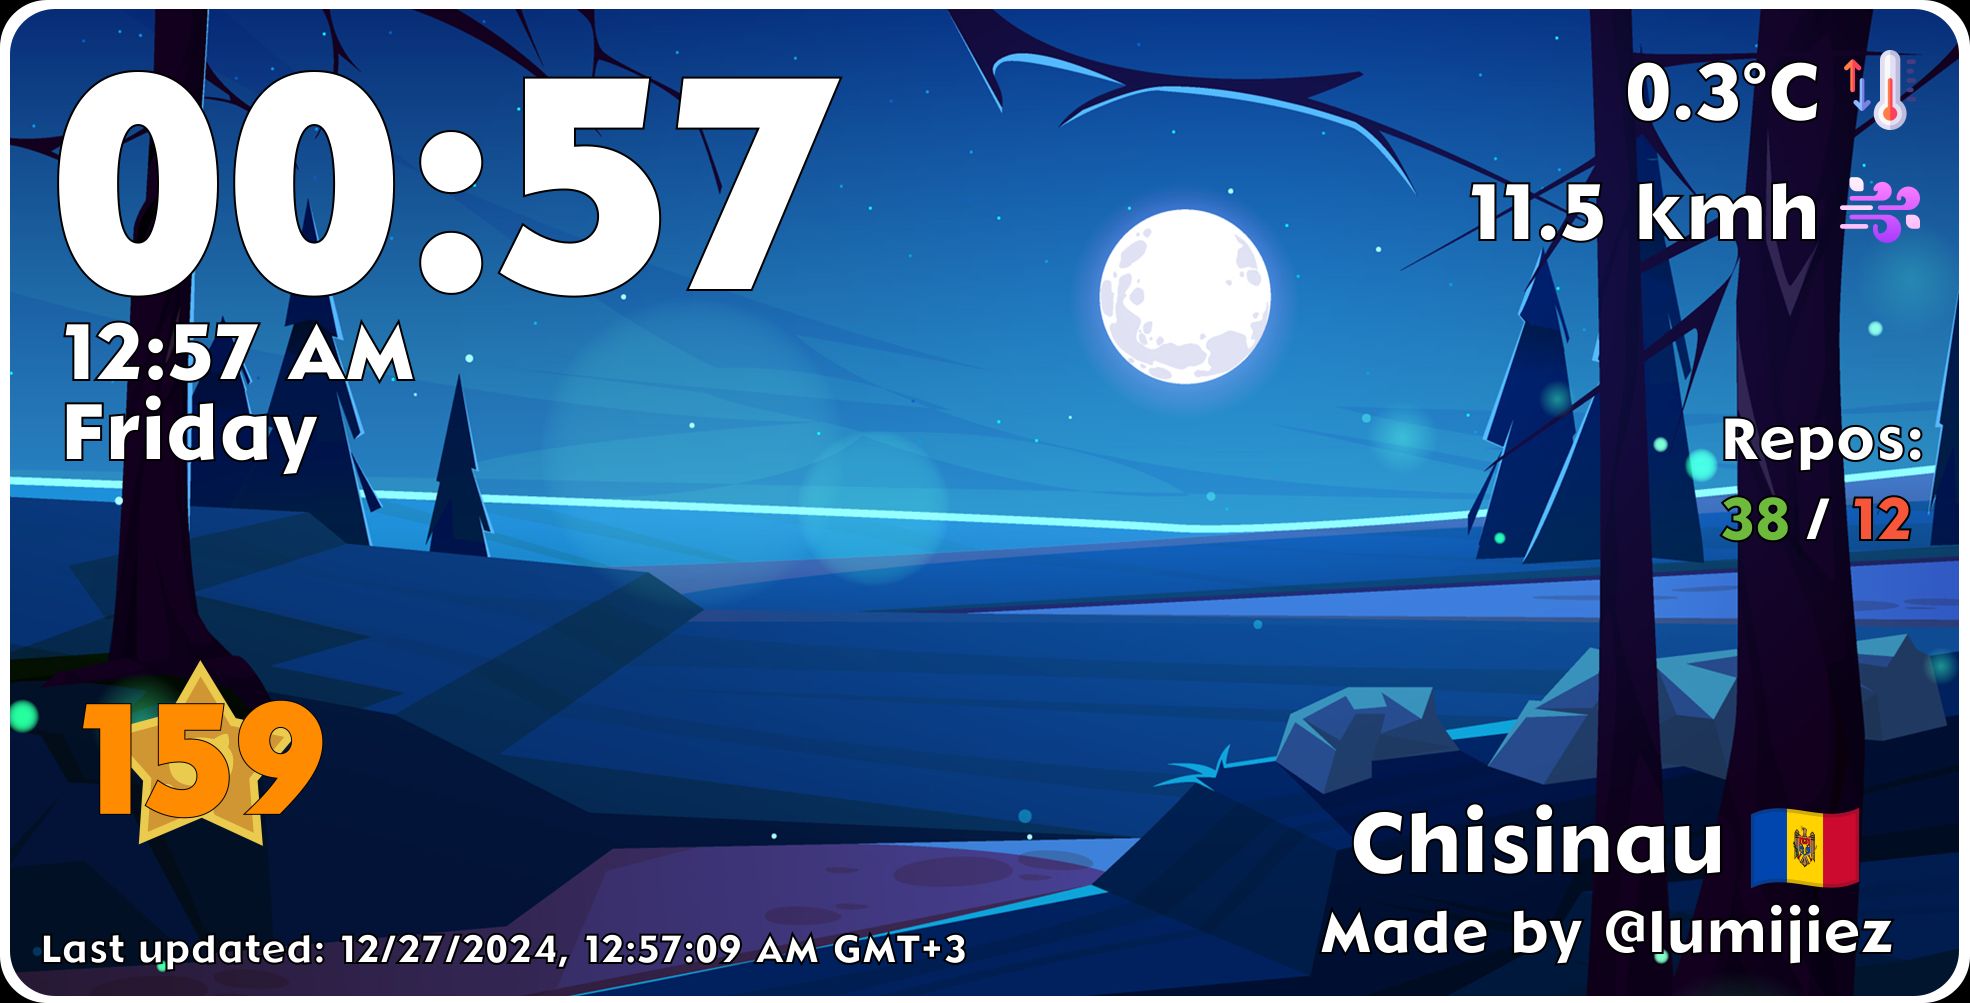 00:57
12:57 AM
Friday
0.3°C
11.5 kmh
Repos:
38 / 12
159
Chisinau
Made by @lumijiez
Last updated: 12/27/2024, 12:57:09 AM GMT+3